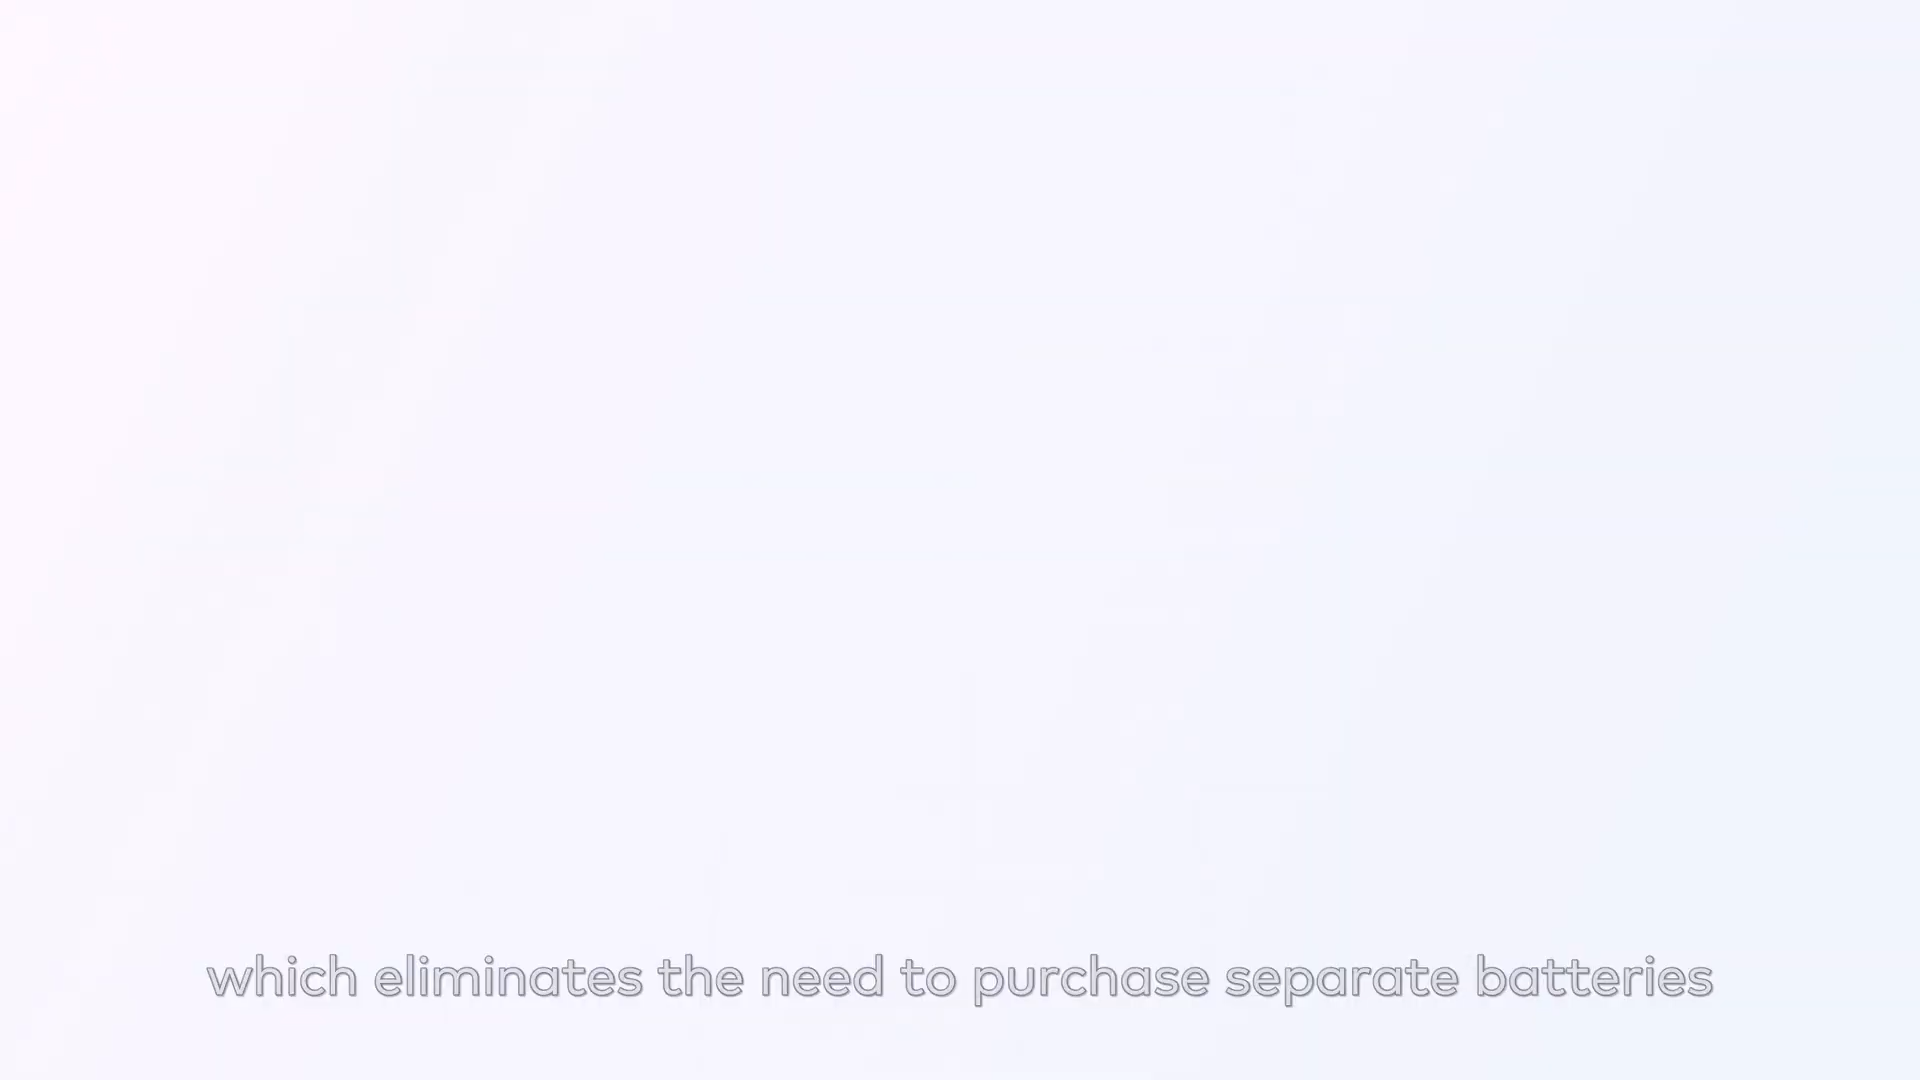 which eliminates the need to purchase separate batteries